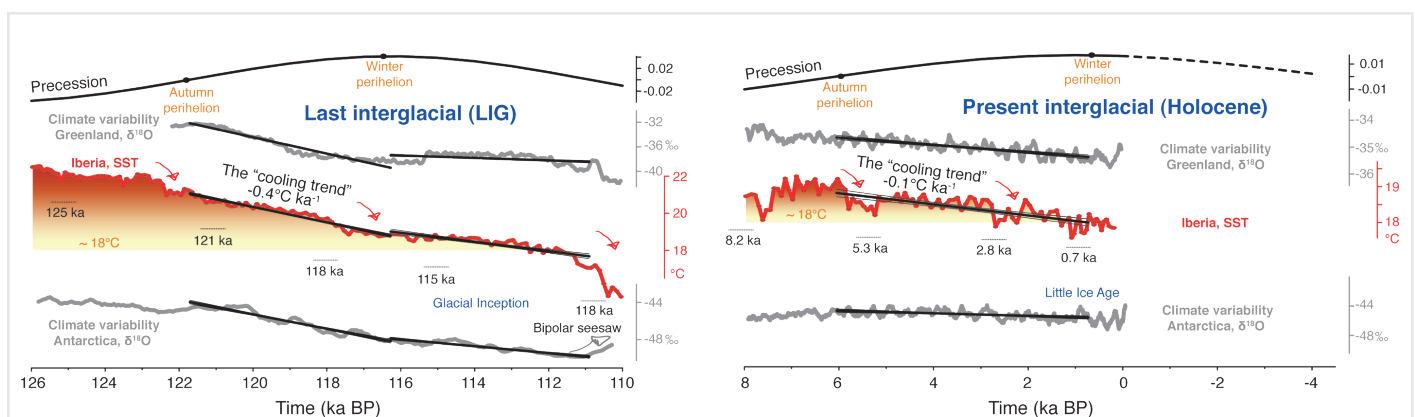 Precession
Autumn
perihelion
Winter
perihelion
0.02
-0.02
Last interglacial (LIG)
Climate variability
Greenland, δ¹⁸O
-32
-36 ‰
-40
Iberia, SST
The “cooling trend”
-0.4°C ka⁻¹
22
20
18
°C
125 ka
~ 18°C
121 ka
118 ka
115 ka
118 ka
Glacial Inception
Bipolar seesaw
Climate variability
Antarctica, δ¹⁸O
-44
-48‰
126 124 122 120 118 116 114 112 110
Time (ka BP)
Precession
Autumn
perihelion
Winter
perihelion
0.01
-0.01
Present interglacial (Holocene)
Climate variability
Greenland, δ¹⁸O
-34
-35‰
-36
The “cooling trend”
-0.1°C ka⁻¹
~ 18°C
Iberia, SST
19
18
°C
8.2 ka
5.3 ka
2.8 ka
0.7 ka
Little Ice Age
Climate variability
Antarctica, δ¹⁸O
-44
-48‰
8 6 4 2 0 -2 -4
Time (ka BP)